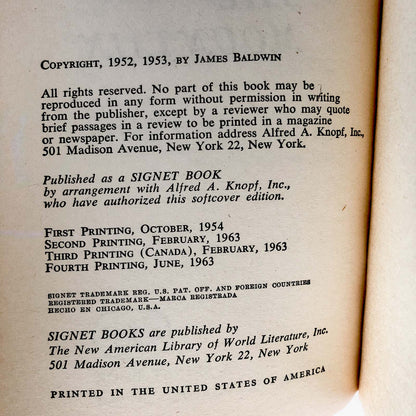 COPYRIGHT, 1952, 1953, BY JAMES BALDWIN
All rights reserved. No part of this book may be
reproduced in any form without permission in writing
from the publisher, except by a reviewer who may quote
brief passages in a review to be printed in a magazine
or newspaper. For information address Alfred A. Knopf, Inc,
501 Madison Avenue, New York 22, New York.
Published as a SIGNET BOOK
by arrangement with Alfred A. Knopf, Inc.,
who have authorized this softcover edition.
FIRST PRINTING, OCTOBER, 1954
SECOND PRINTING, FEBRUARY, 1963
THIRD PRINTING (CANADA), FEBRUARY, 1963
FOURTH PRINTING, JUNE, 1963
SIGNET TRADEMARK REG. U.S. PAT. OFF. AND FOREIGN COUNTRIES
REGISTERED TRADEMARK—MARCA REGISTRADA
HECHO EN CHICAGO, U.S.A.
SIGNET BOOKS are published by
The New American Library of World Literature, Inc.
501 Madison Avenue, New York 22, New York
PRINTED IN THE UNITED STATES OF AMERICA